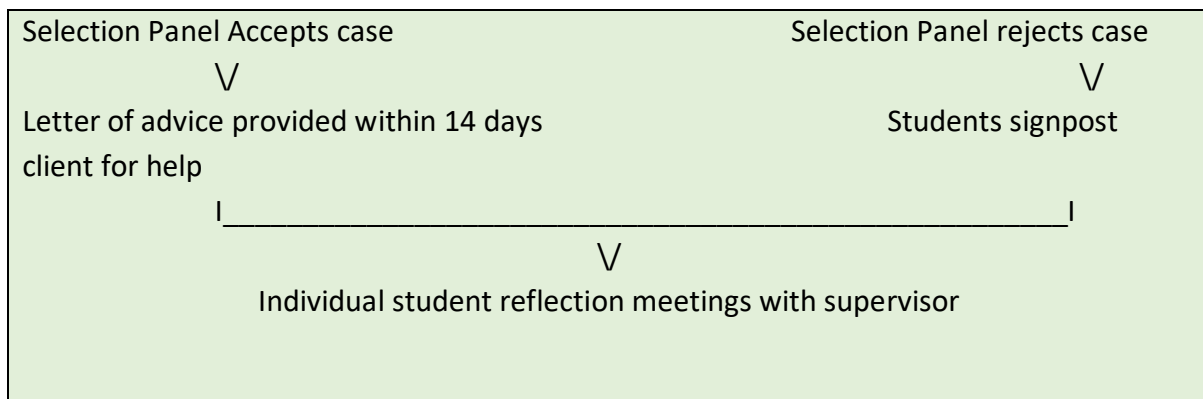 Selection Panel Accepts case Selection Panel rejects case
\/ \/
Letter of advice provided within 14 days Students signpost
client for help
I_______________________________________________________I
\/
Individual student reflection meetings with supervisor